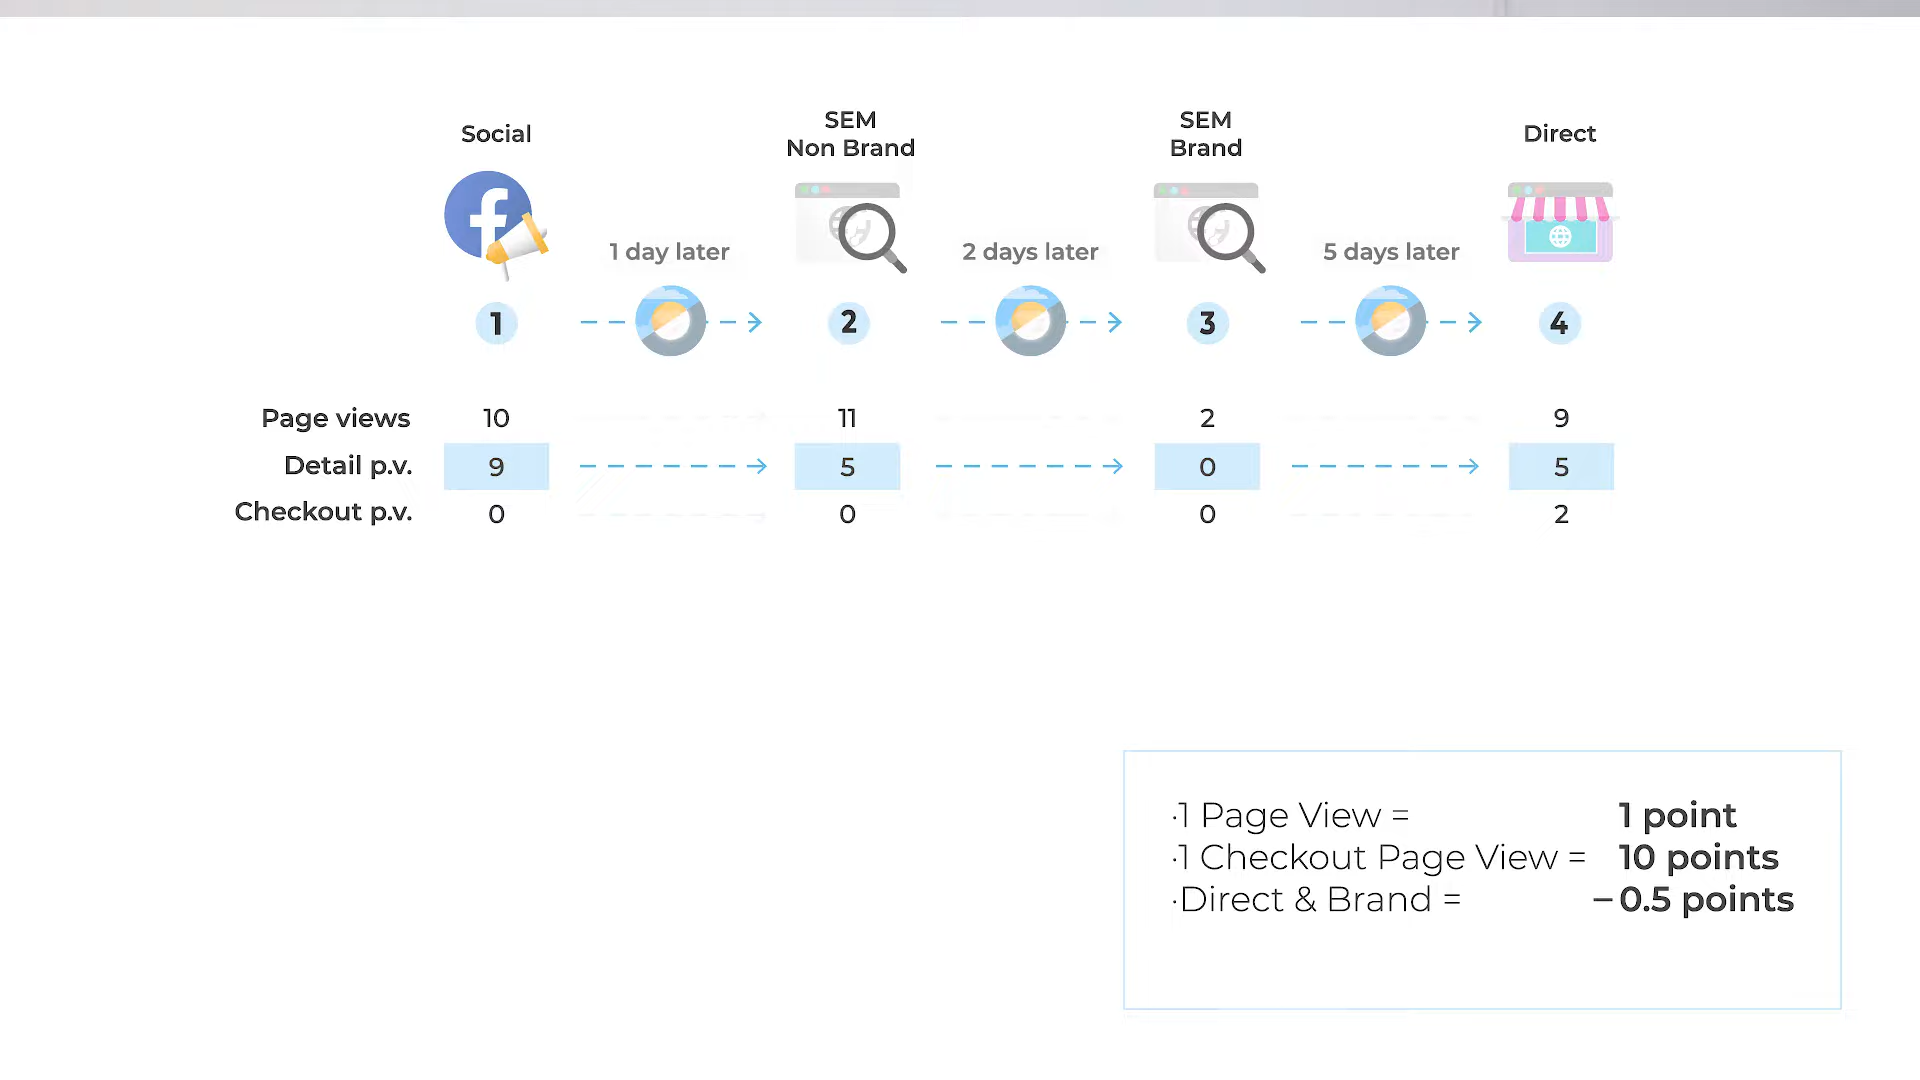 Social
SEM
Non Brand
SEM
Brand
Direct
1 day later
2 days later
5 days later
1
2
3
4
Page views 10 11 2 9
Detail p.v. 9 5 0 5
Checkout p.v. 0 0 0 2
·1 Page View = 1 point
·1 Checkout Page View = 10 points
·Direct & Brand = –0.5 points